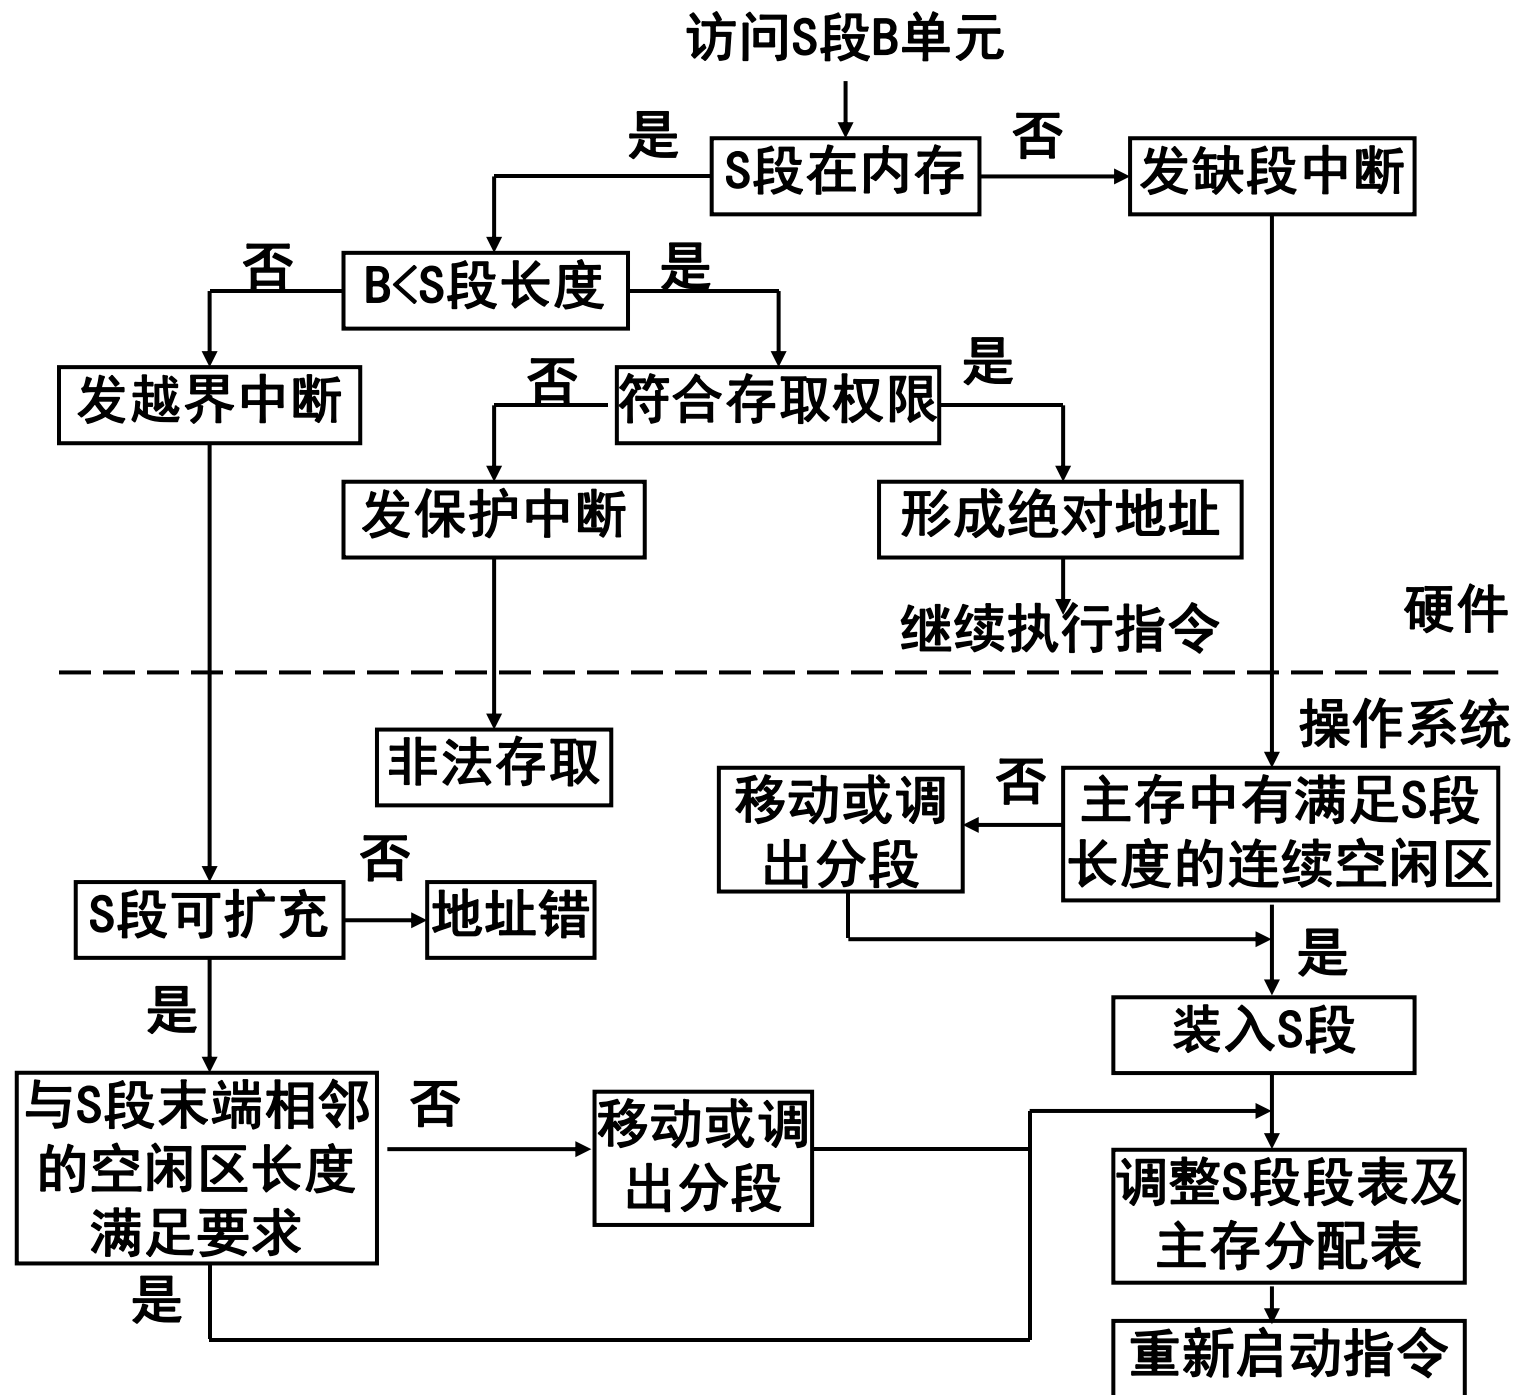 访问S段B单元
是
否
S段在内存
发缺段中断
否
是
B<S段长度
是
否
发越界中断
符合存取权限
发保护中断
形成绝对地址
继续执行指令
硬件
操作系统
非法存取
否
移动或调
出分段
主存中有满足S段
长度的连续空闲区
否
S段可扩充
地址错
是
是
装入S段
与S段末端相邻
的空闲区长度
满足要求
否
移动或调
出分段
调整S段段表及
主存分配表
是
重新启动指令